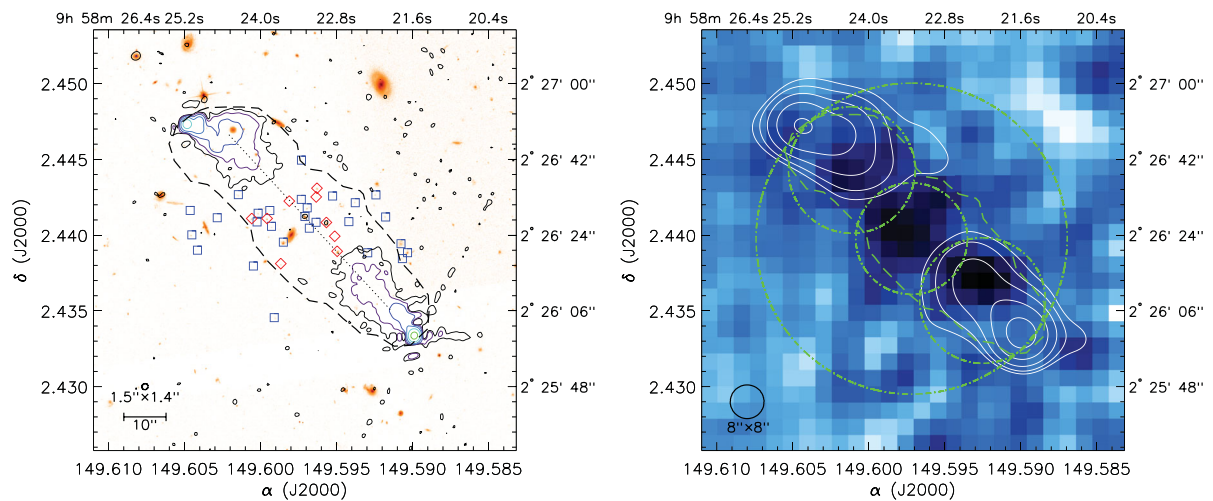 9h 58m 26.4s 25.2s 24.0s 22.8s 21.6s 20.4s
2.450
2.445
2.440
2.435
2.430
δ (J2000)
2° 27' 00"
2° 26' 42"
2° 26' 24"
2° 26' 06"
2° 25' 48"
1.5"×1.4"
10"
149.610 149.605 149.600 149.595 149.590 149.585
α (J2000)
9h 58m 26.4s 25.2s 24.0s 22.8s 21.6s 20.4s
2.450
2.445
2.440
2.435
2.430
δ (J2000)
2° 27' 00"
2° 26' 42"
2° 26' 24"
2° 26' 06"
2° 25' 48"
8"×8"
149.610 149.605 149.600 149.595 149.590 149.585
α (J2000)